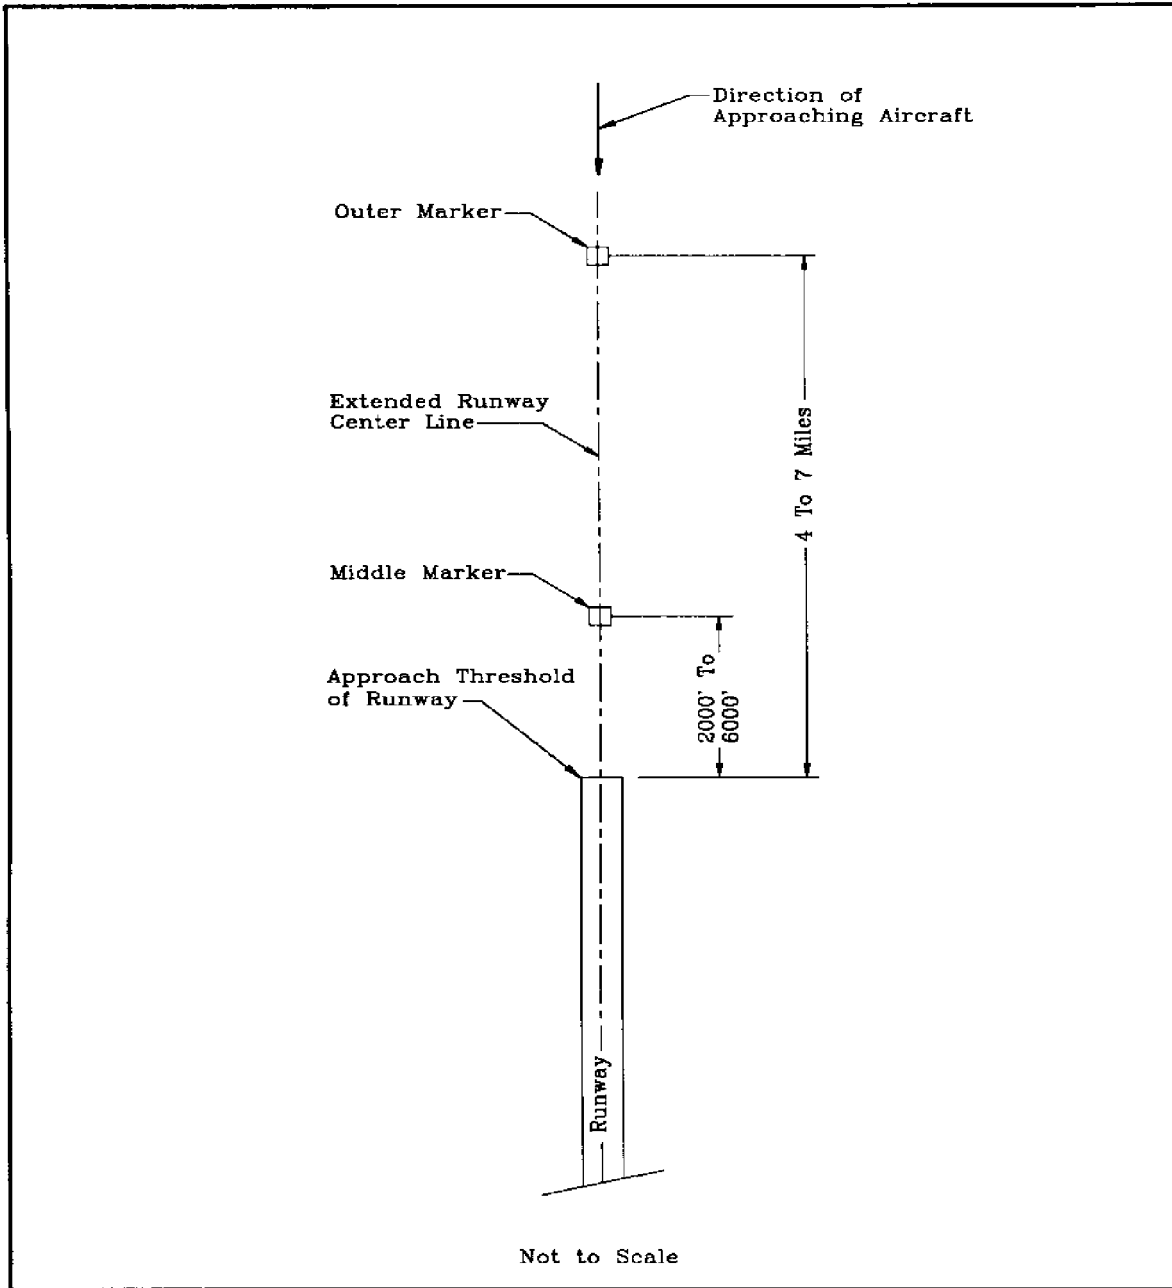 Direction of
Approaching Aircraft
Outer Marker
Extended Runway
Center Line
4 To 7 Miles
Middle Marker
Approach Threshold
of Runway
2000' To
6000'
Runway
Not to Scale